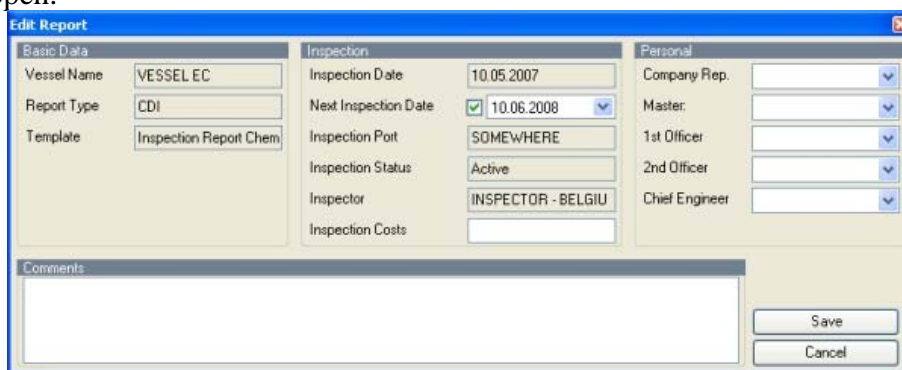 Edit Report
Basic Data
Vessel Name VESSEL EC
Report Type CDI
Template Inspection Report Chem
Inspection
Inspection Date 10.05.2007
Next Inspection Date 10.06.2008
Inspection Port SOMEWHERE
Inspection Status Active
Inspector INSPECTOR - BELGIU
Inspection Costs
Personal
Company Rep.
Master:
1st Officer
2nd Officer
Chief Engineer
Comments
Save
Cancel